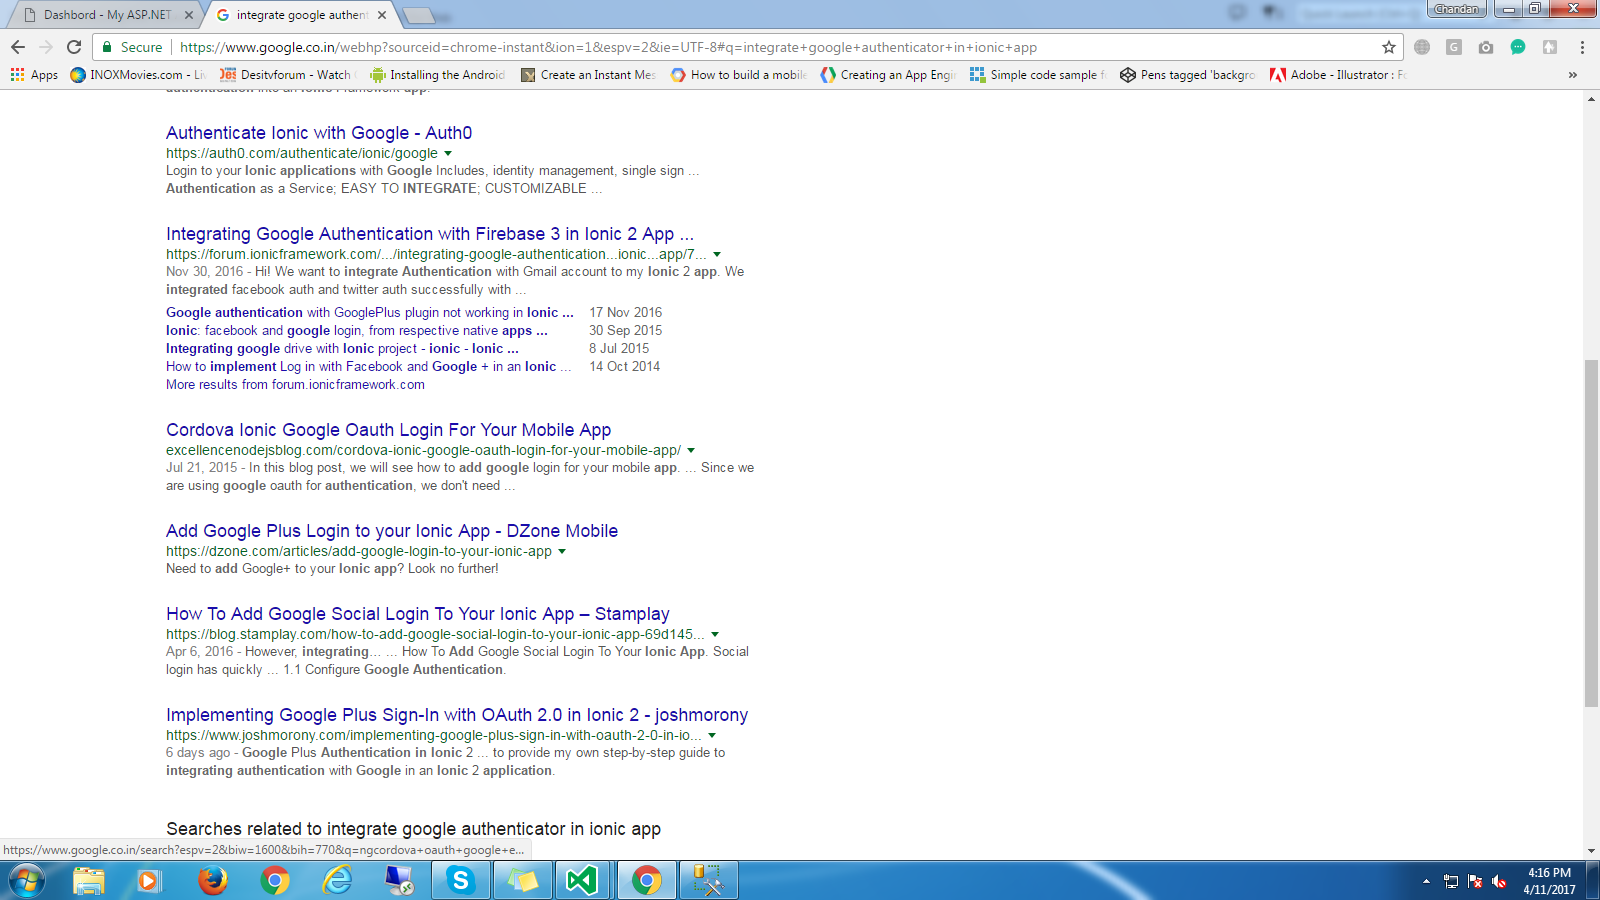 Dashbord - My ASP.NET
integrate google authent
Chandan
Secure
https://www.google.co.in/webhp?sourceid=chrome-instant&ion=1&espv=2&ie=UTF-8#q=integrate+google+authenticator+in+ionic+app
Apps
INOXMovies.com - Li
Desitvforum - Watch
Installing the Android
Create an Instant Mes
How to build a mobile
Creating an App Engi
Simple code sample f
Pens tagged 'backgro
Adobe - Illustrator : Fo
»
authentication into an Ionic Framework app.
Authenticate Ionic with Google - Auth0
https://auth0.com/authenticate/ionic/google
Login to your Ionic applications with Google Includes, identity management, single sign ...
Authentication as a Service; EASY TO INTEGRATE; CUSTOMIZABLE ...
Integrating Google Authentication with Firebase 3 in Ionic 2 App ...
https://forum.ionicframework.com/.../integrating-google-authentication...ionic...app/7...
Nov 30, 2016 - Hi! We want to integrate Authentication with Gmail account to my Ionic 2 app. We
integrated facebook auth and twitter auth successfully with ...
Google authentication with GooglePlus plugin not working in Ionic ... 17 Nov 2016
Ionic: facebook and google login, from respective native apps ... 30 Sep 2015
Integrating google drive with Ionic project - ionic - Ionic ... 8 Jul 2015
How to implement Log in with Facebook and Google + in an Ionic ... 14 Oct 2014
More results from forum.ionicframework.com
Cordova Ionic Google Oauth Login For Your Mobile App
excellencenodejsblog.com/cordova-ionic-google-oauth-login-for-your-mobile-app/
Jul 21, 2015 - In this blog post, we will see how to add google login for your mobile app. ... Since we
are using google oauth for authentication, we don't need ...
Add Google Plus Login to your Ionic App - DZone Mobile
https://dzone.com/articles/add-google-login-to-your-ionic-app
Need to add Google+ to your Ionic app? Look no further!
How To Add Google Social Login To Your Ionic App – Stamplay
https://blog.stamplay.com/how-to-add-google-social-login-to-your-ionic-app-69d145...
Apr 6, 2016 - However, integrating... ... How To Add Google Social Login To Your Ionic App. Social
login has quickly ... 1.1 Configure Google Authentication.
Implementing Google Plus Sign-In with OAuth 2.0 in Ionic 2 - joshmorony
https://www.joshmorony.com/implementing-google-plus-sign-in-with-oauth-2-0-in-io...
6 days ago - Google Plus Authentication in Ionic 2 ... to provide my own step-by-step guide to
integrating authentication with Google in an Ionic 2 application.
Searches related to integrate google authenticator in ionic app
https://www.google.co.in/search?espv=2&biw=1600&bih=770&q=ngcordova+oauth+google+e...
4:16 PM
4/11/2017